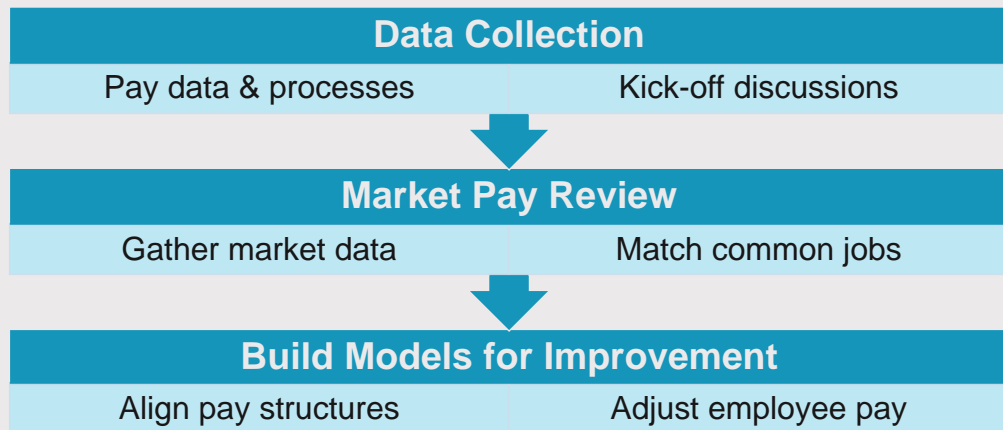 Data Collection
Pay data & processes
Kick-off discussions
Market Pay Review
Gather market data
Match common jobs
Build Models for Improvement
Align pay structures
Adjust employee pay